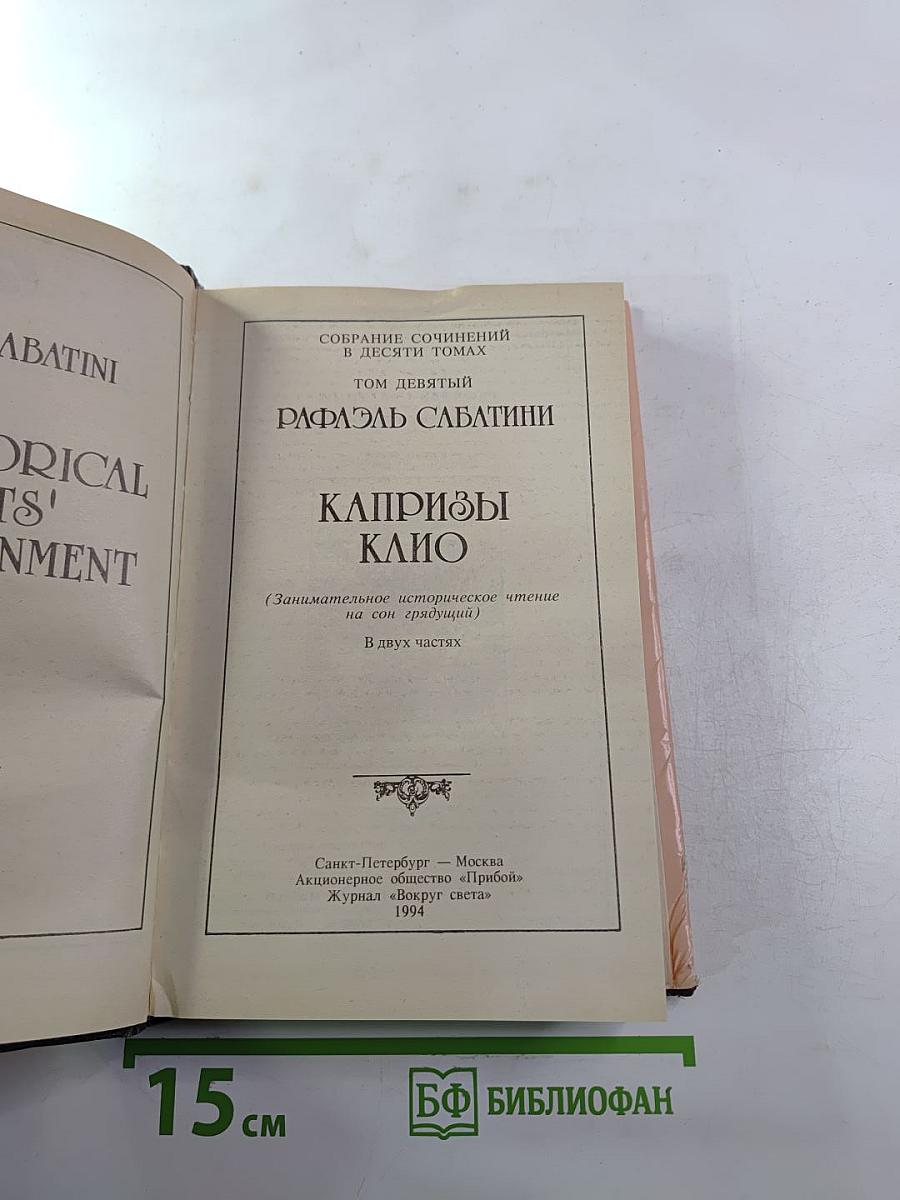 ABATINI
ORICAL
TS'
NMENT
СОБРАНИЕ СОЧИНЕНИЙ
В ДЕСЯТИ ТОМАХ
ТОМ ДЕВЯТЫЙ
РАФАЭЛЬ САБАТИНИ
КАПРИЗЫ
КЛИО
(Занимательное историческое чтение
на сон грядущий)
В двух частях
Санкт-Петербург — Москва
Акционерное общество «Прибой»
Журнал «Вокруг света»
1994
15 см
БФ БИБЛИОФАН